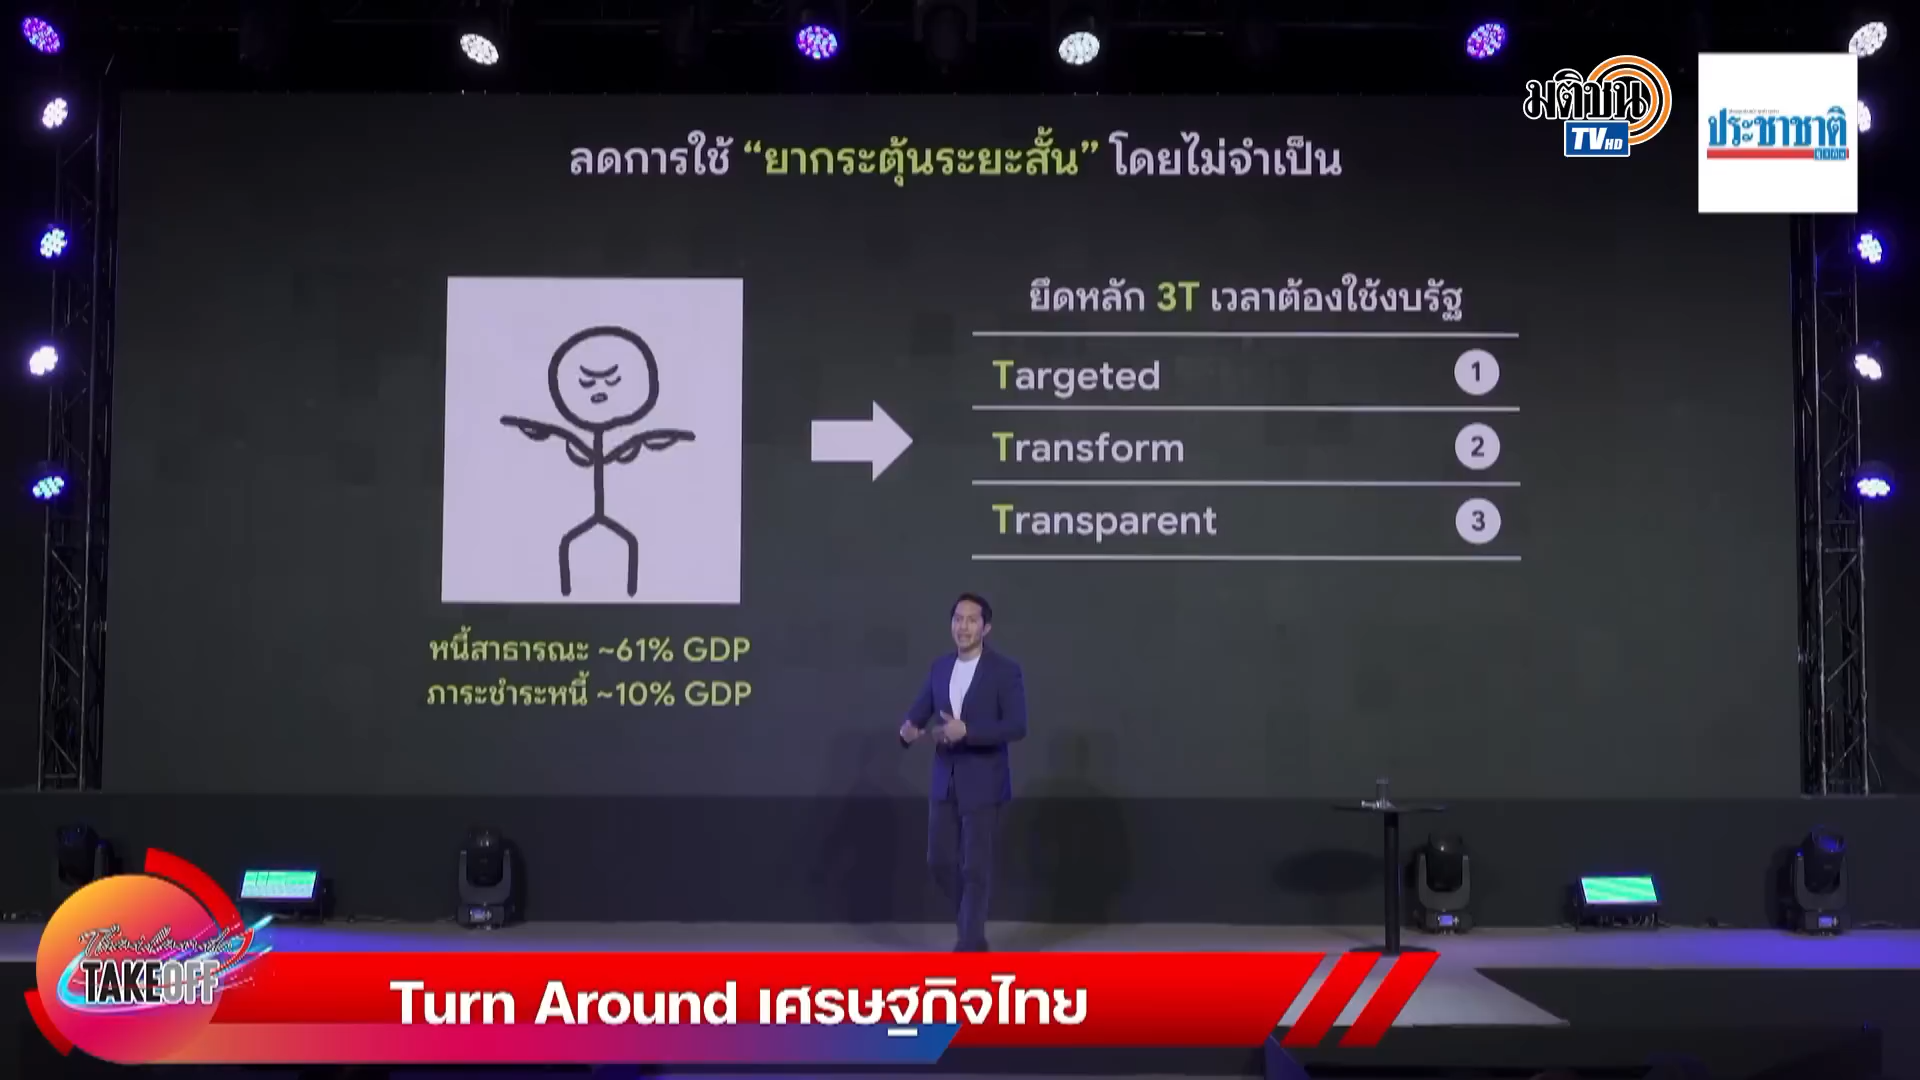 มติชน
TV HD
ประชาชาติ
ลดการใช้ “ยากระตุ้นระยะสั้น” โดยไม่จำเป็น
ยึดหลัก 3T เวลาต้องใช้งบรัฐ
Targeted 1
Transform 2
Transparent 3
หนี้สาธารณะ ~61% GDP
ภาระชำระหนี้ ~10% GDP
TAKEOFF
Turn Around เศรษฐกิจไทย